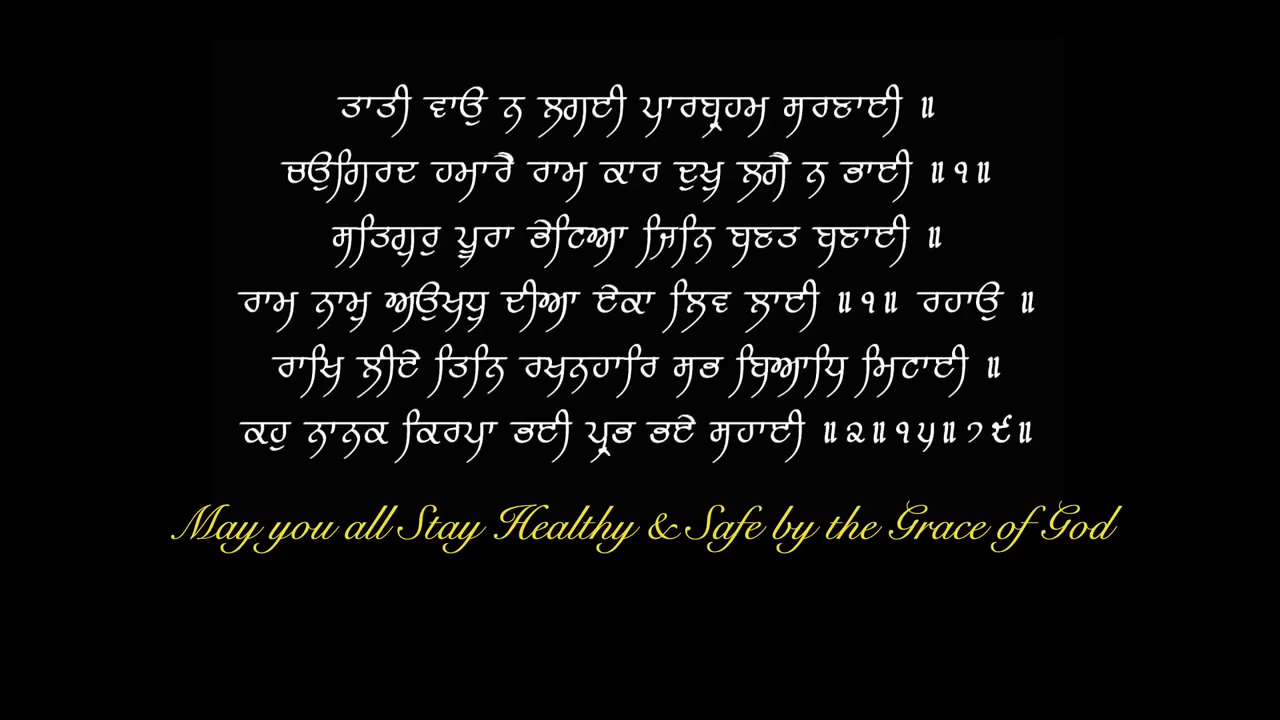 ਤਾਤੀ ਵਾਉ ਨ ਲਗਈ ਪਾਰਬ੍ਰਹਮ ਸਰਣਾਈ ॥
ਚਉਗਿਰਦ ਹਮਾਰੈ ਰਾਮ ਕਾਰ ਦੁਖੁ ਲਗੈ ਨ ਭਾਈ ॥੧॥
ਸਤਿਗੁਰੁ ਪੂਰਾ ਭੇਟਿਆ ਜਿਨਿ ਬਣਤ ਬਣਾਈ ॥
ਰਾਮ ਨਾਮੁ ਅਉਖਧੁ ਦੀਆ ਏਕਾ ਲਿਵ ਲਾਈ ॥੧॥ ਰਹਾਉ ॥
ਰਾਖਿ ਲੀਏ ਤਿਨਿ ਰਖਨਹਾਰਿ ਸਭ ਬਿਆਧਿ ਮਿਟਾਈ ॥
ਕਹੁ ਨਾਨਕ ਕਿਰਪਾ ਭਈ ਪ੍ਰਭ ਭਏ ਸਹਾਈ ॥੨॥੧੫॥੭੯॥
May you all Stay Healthy & Safe by the Grace of God